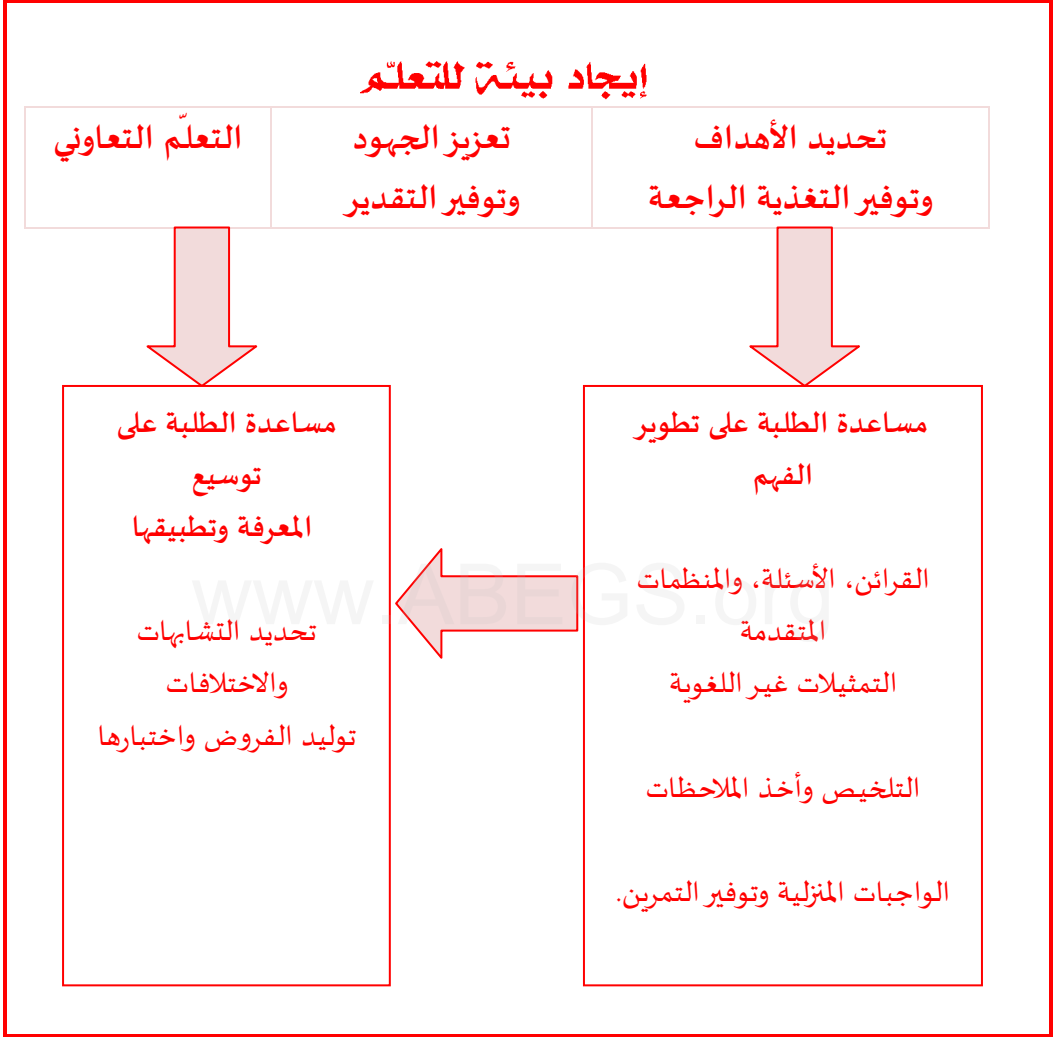 إيجاد بيئة للتعلّم
تحديد الأهداف
وتوفير التغذية الراجعة
تعزيز الجهود
وتوفير التقدير
التعلّم التعاوني
مساعدة الطلبة على تطوير
الفهم
القرائن، الأسئلة، والمنظمات
المتقدمة
التمثيلات غير اللغوية
التلخيص وأخذ الملاحظات
الواجبات المنزلية وتوفير التمرين.
مساعدة الطلبة على
توسيع
المعرفة وتطبيقها
تحديد التشابهات
والاختلافات
توليد الفروض واختبارها
www.ABEGS.org